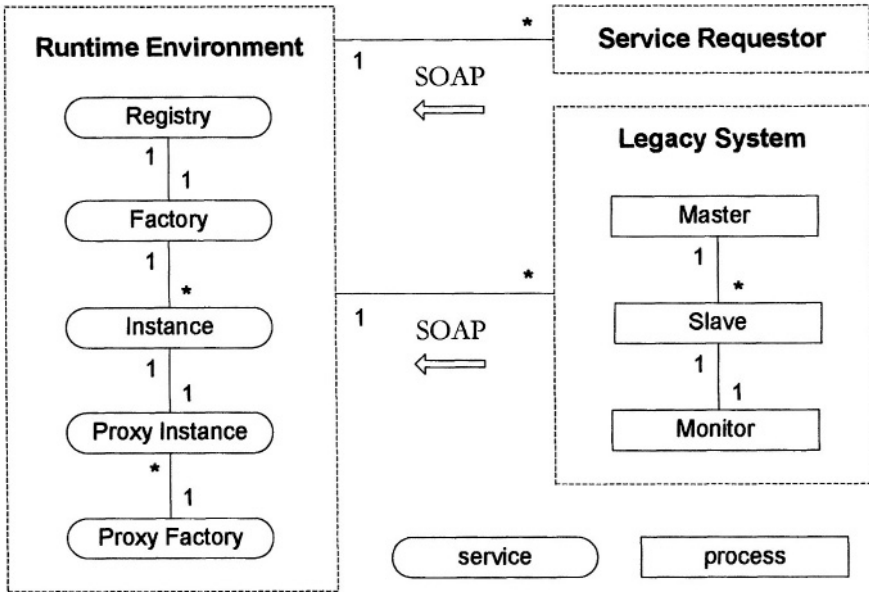 Runtime Environment
Registry
1
1
Factory
1
*
Instance
1
1
Proxy Instance
*
1
Proxy Factory
*
1
SOAP
Service Requestor
*
1
SOAP
Legacy System
Master
1
*
Slave
1
1
Monitor
service
process